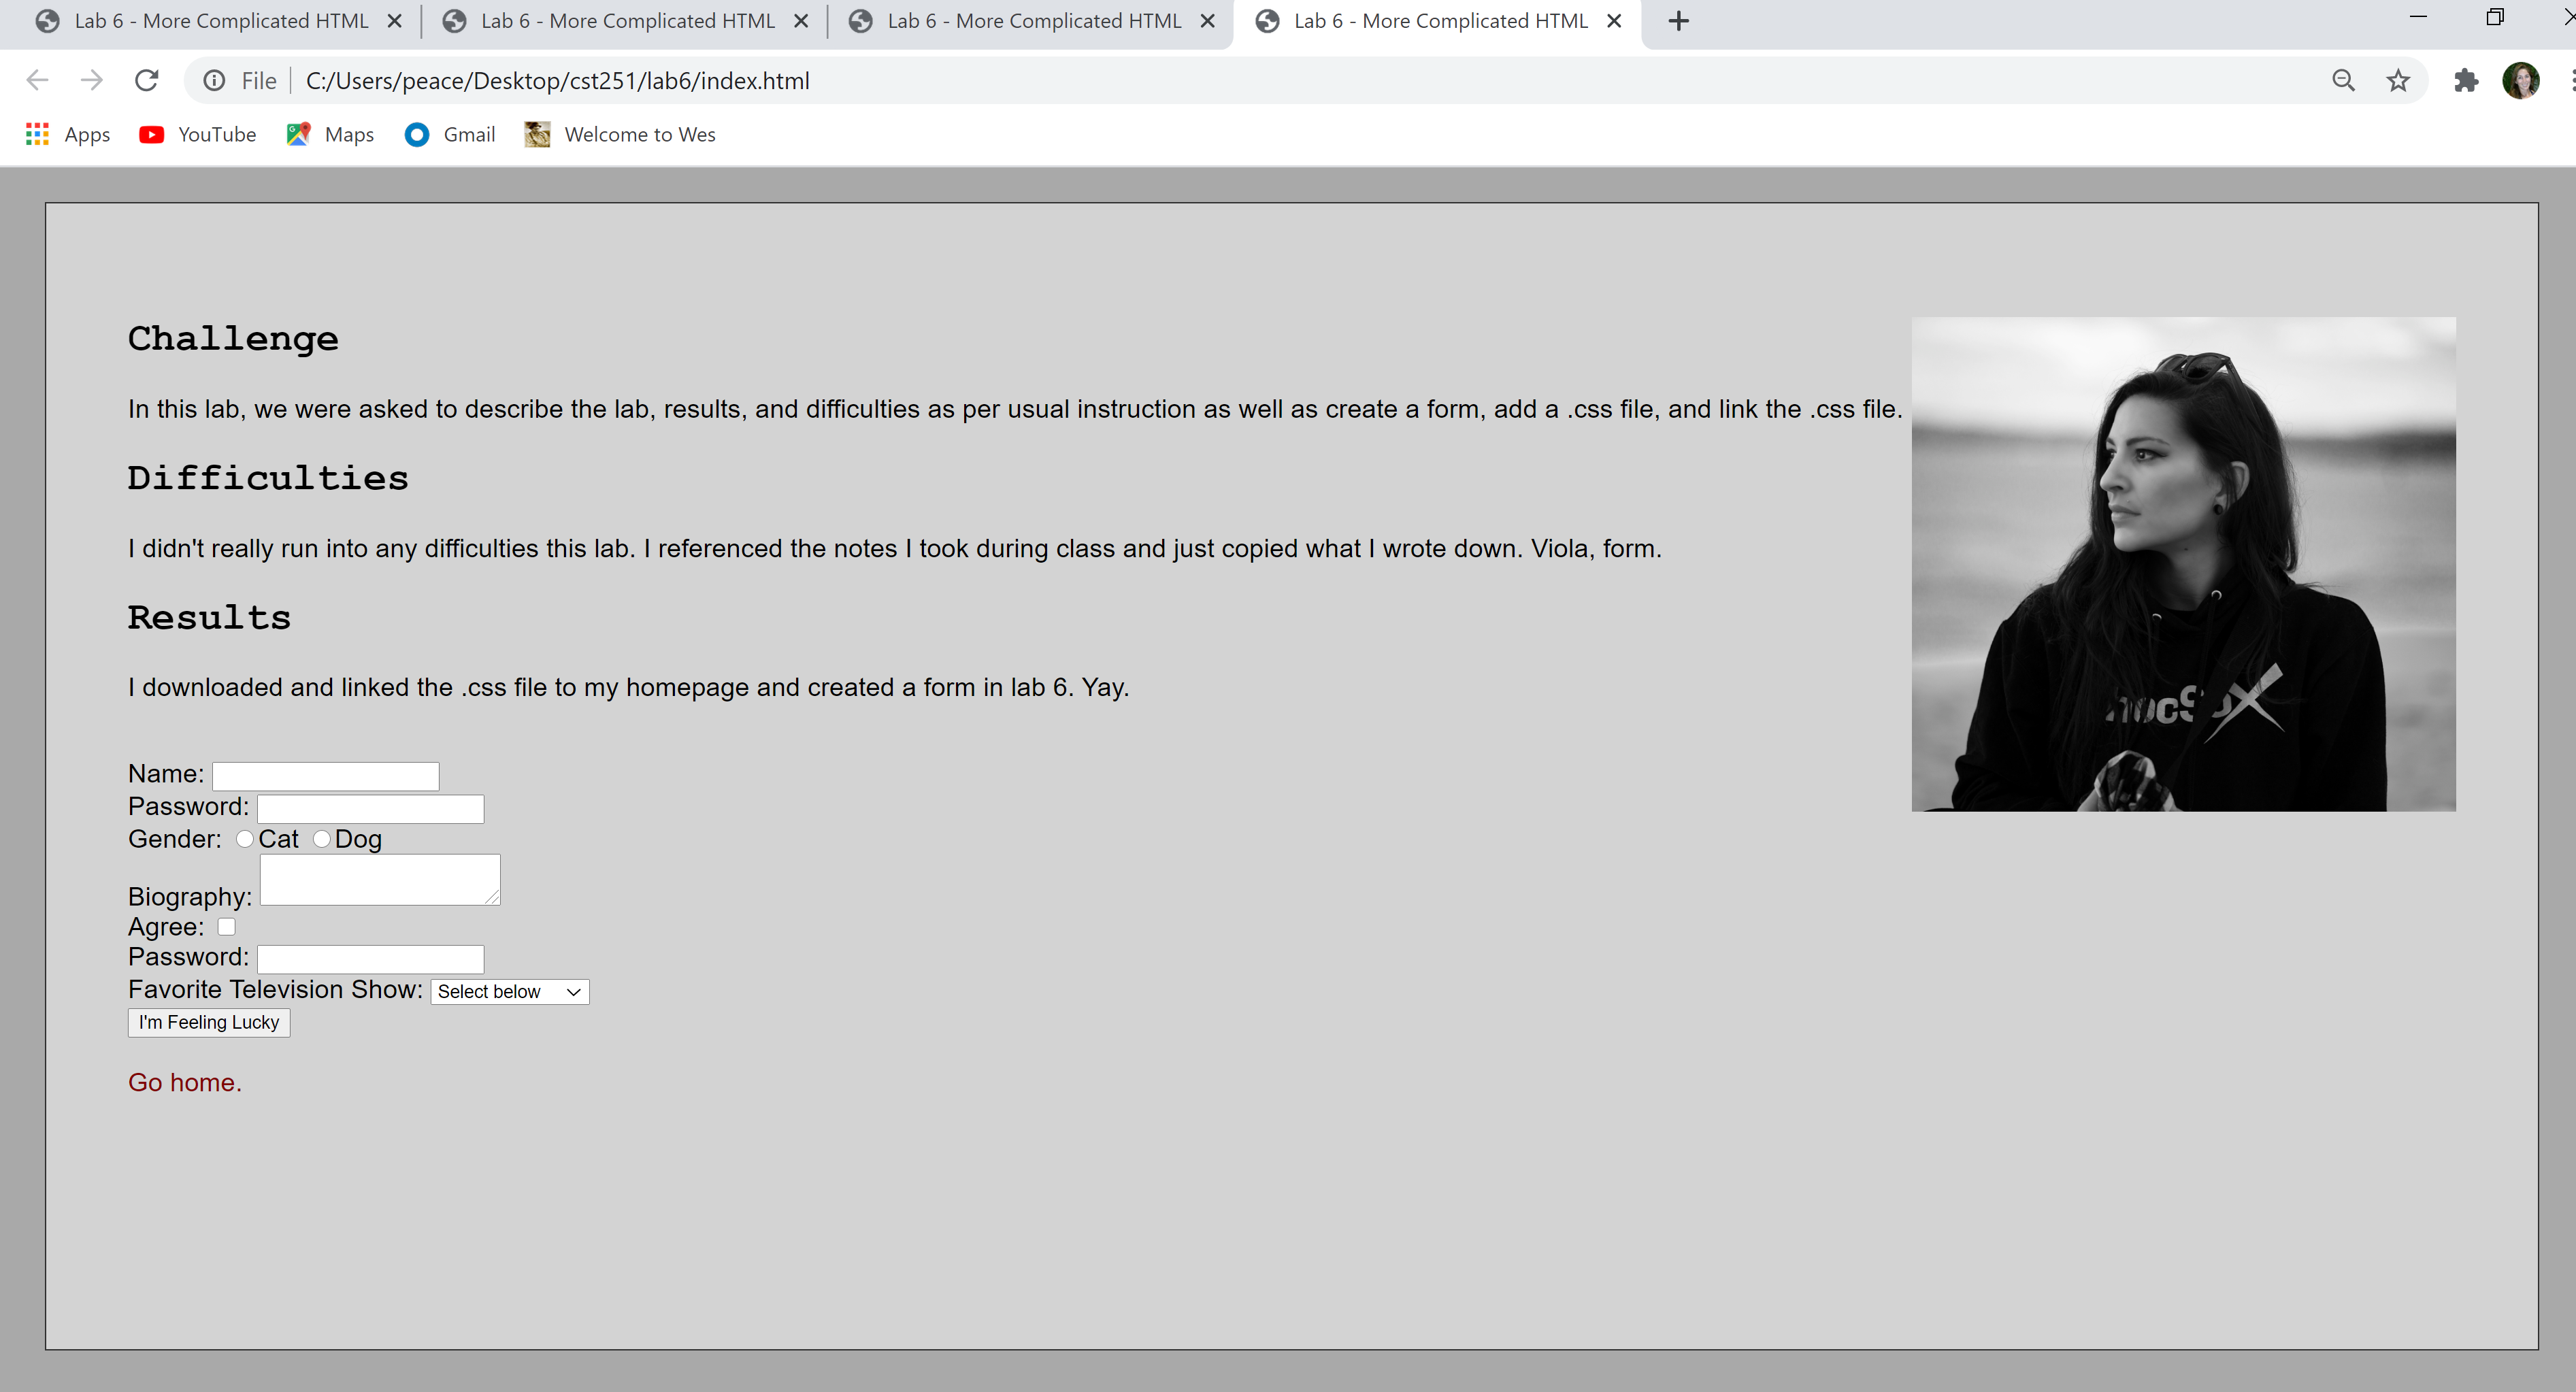 Lab 6 - More Complicated HTML
Lab 6 - More Complicated HTML
Lab 6 - More Complicated HTML
Lab 6 - More Complicated HTML
File
C:/Users/peace/Desktop/cst251/lab6/index.html
Apps
YouTube
Maps
Gmail
Welcome to Wes
Challenge
In this lab, we were asked to describe the lab, results, and difficulties as per usual instruction as well as create a form, add a .css file, and link the .css file.
Difficulties
I didn't really run into any difficulties this lab. I referenced the notes I took during class and just copied what I wrote down. Viola, form.
Results
I downloaded and linked the .css file to my homepage and created a form in lab 6. Yay.
Name:
Password:
Gender: Cat Dog
Biography:
Agree:
Password:
Favorite Television Show: Select below
I'm Feeling Lucky
Go home.